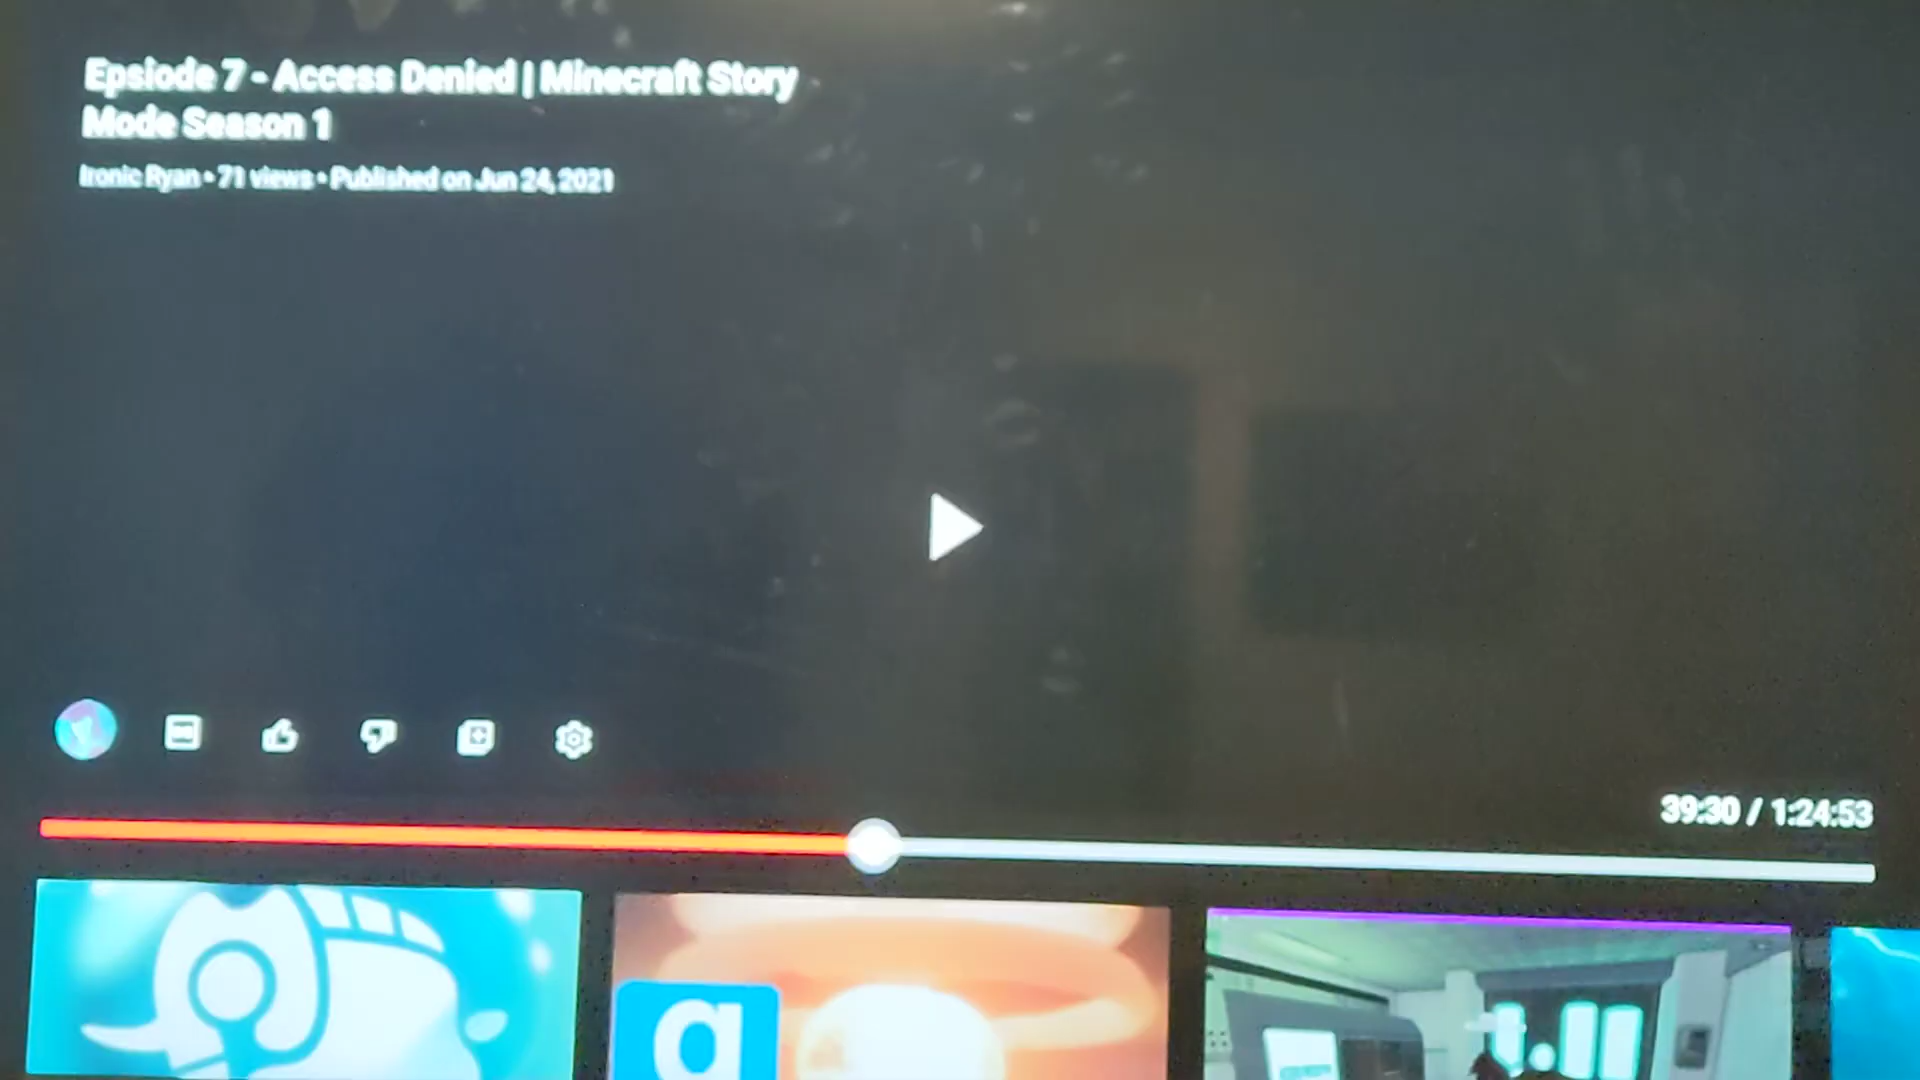 Epsiode 7 - Access Denied | Minecraft Story
Mode Season 1
Ironic Ryan • 71 views • Published on Jun 24, 2021
39:30 / 1:24:53
g